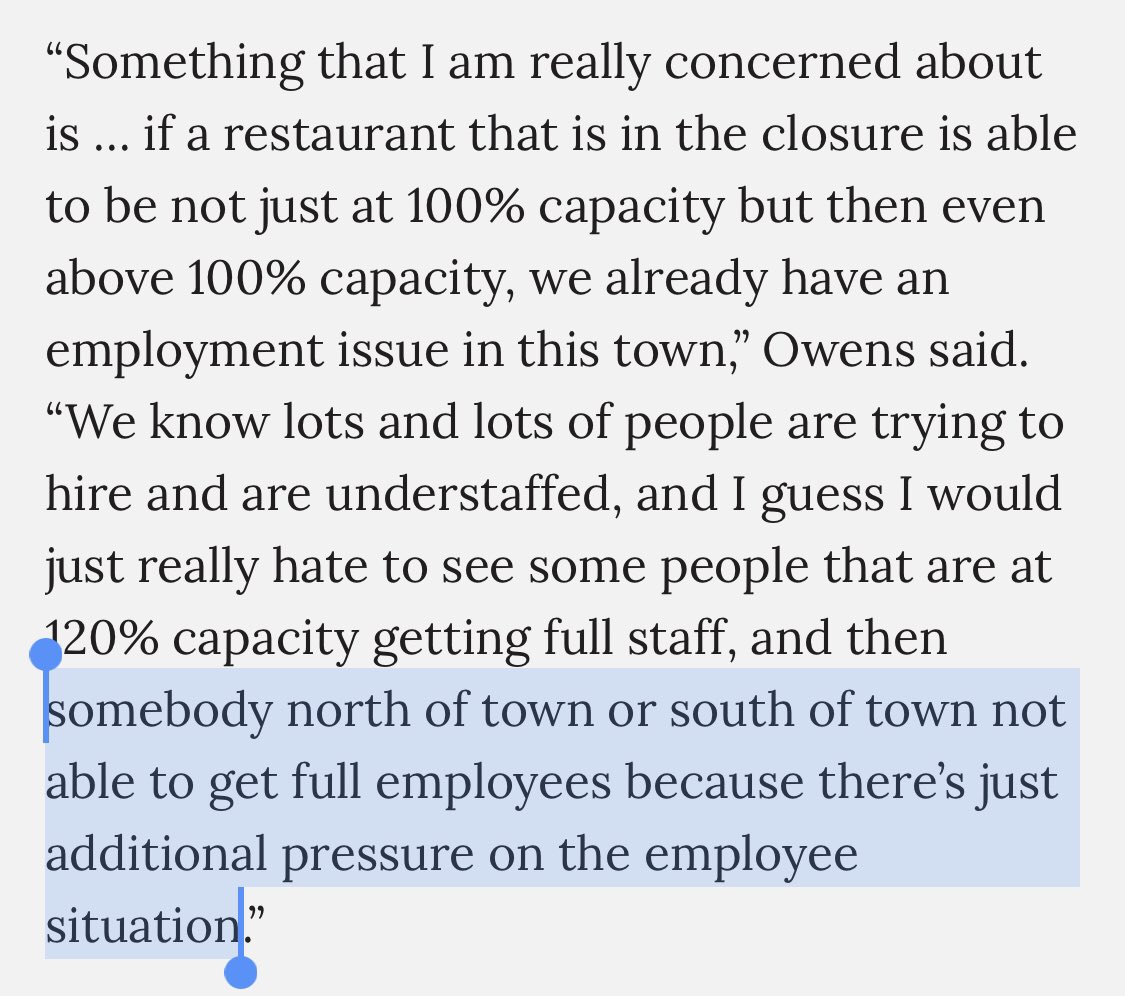 “Something that I am really concerned about
is … if a restaurant that is in the closure is able
to be not just at 100% capacity but then even
above 100% capacity, we already have an
employment issue in this town,” Owens said.
“We know lots and lots of people are trying to
hire and are understaffed, and I guess I would
just really hate to see some people that are at
120% capacity getting full staff, and then
somebody north of town or south of town not
able to get full employees because there’s just
additional pressure on the employee
situation.”